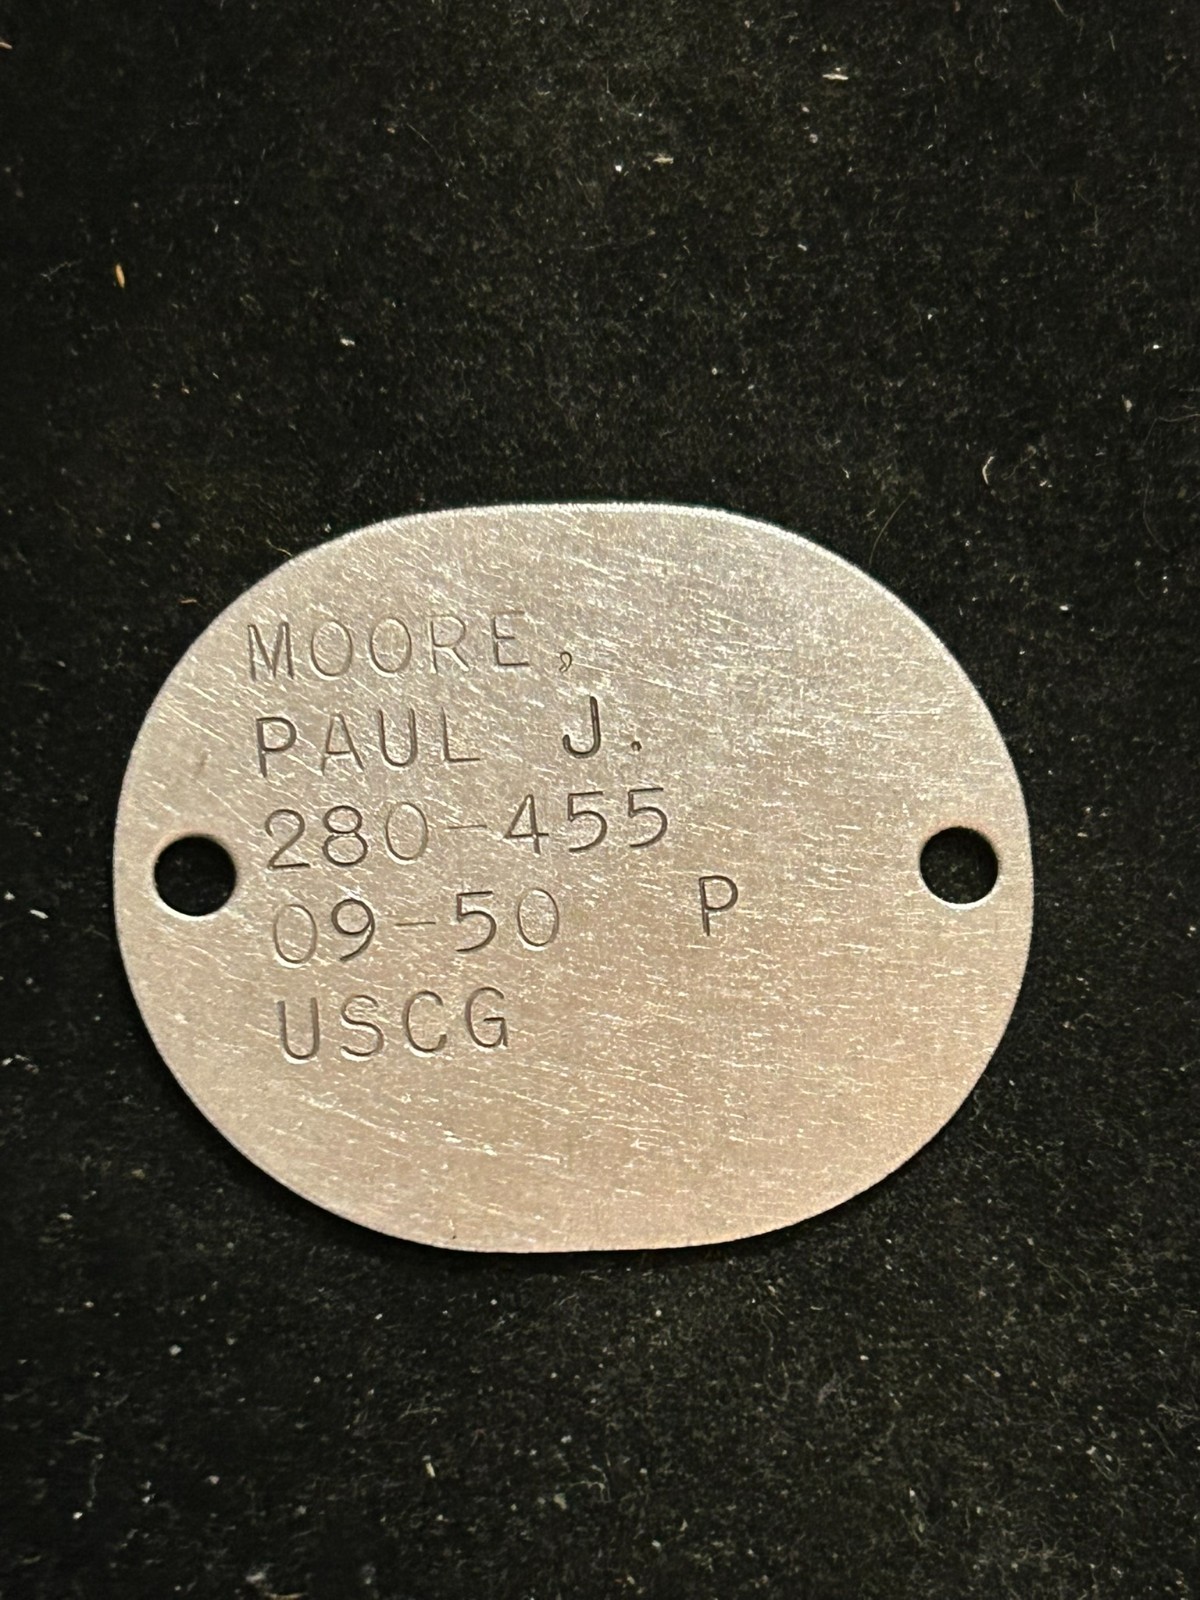 MOORE,
PAUL J.
280-455
09-50 P
USCG